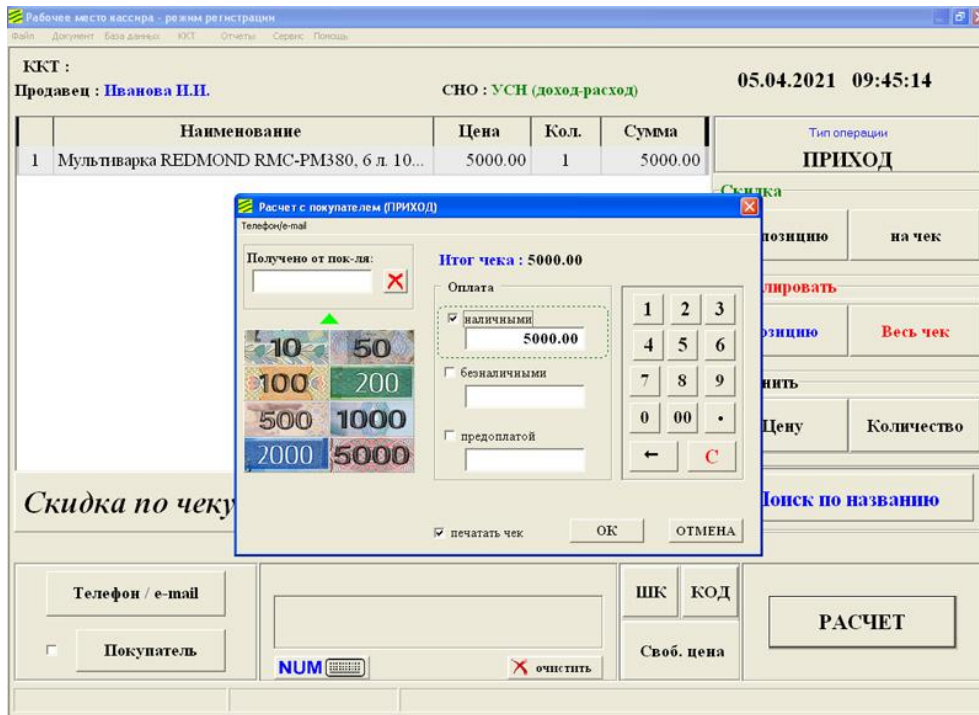 Рабочее место кассира - режим регистрации
Файл Документ База данных ККТ Отчеты Сервис Помощь
ККТ :
Продавец : Иванова И.И.
СНО : УСН (доход-расход)
05.04.2021 09:45:14
Наименование Цена Кол. Сумма
1 Мультиварка REDMOND RMC-PM380, 6 л. 10... 5000.00 1 5000.00
Тип операции
ПРИХОД
Скидка
позицию на чек
лировать
озицию Весь чек
нить
Цену Количество
Поиск по названию
Скидка по чеку
Расчет с покупателем (ПРИХОД)
Телефон/e-mail
Получено от пок-ля:
Итог чека : 5000.00
Оплата
наличными
5000.00
безналичными
предоплатой
10 50
100 200
500 1000
2000 5000
1 2 3
4 5 6
7 8 9
0 00 .
← C
печатать чек
OK ОТМЕНА
Телефон / e-mail
Покупатель
NUM
очистить
ШК КОД
Своб. цена
РАСЧЕТ